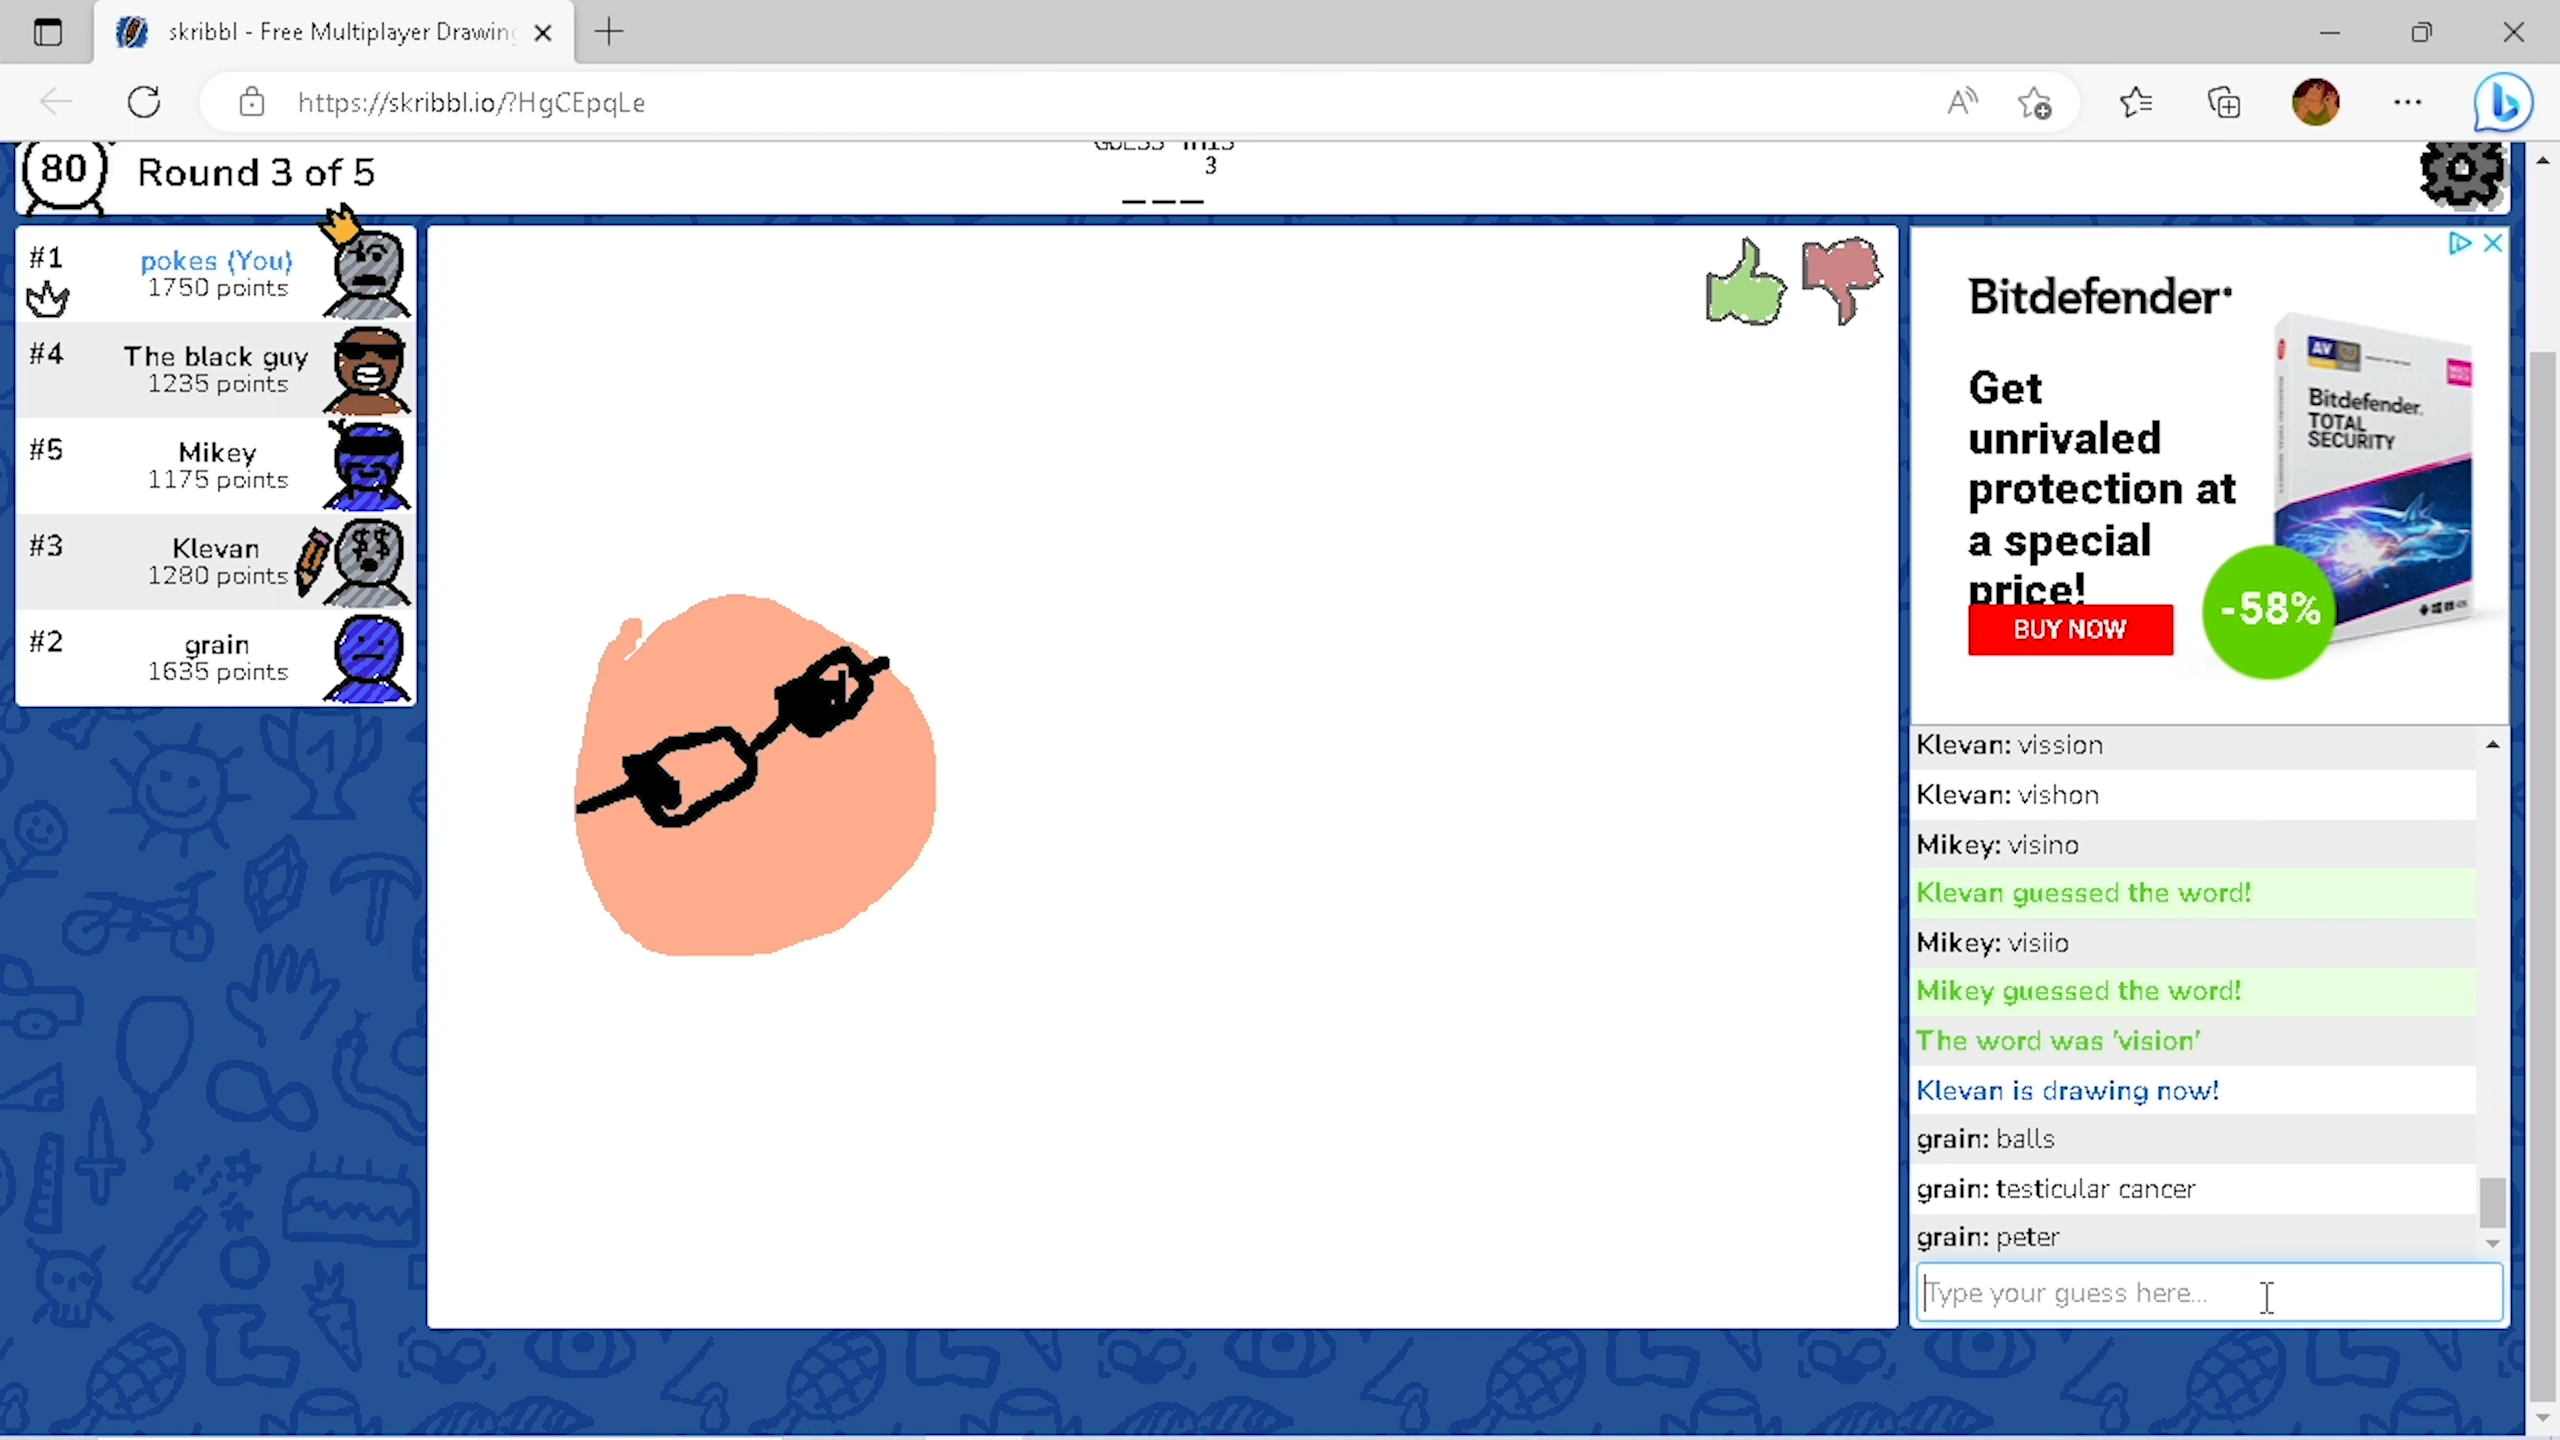 skribbl - Free Multiplayer Drawing
https://skribbl.io/?HgCEpqLe
80
Round 3 of 5
GUESS THIS
3
_ _ _
#1
pokes (You)
1750 points
#4
The black guy
1235 points
#5
Mikey
1175 points
#3
Klevan
1280 points
#2
grain
1635 points
Bitdefender
Get
unrivaled
protection at
a special
price!
BUY NOW
-58%
Bitdefender
TOTAL
SECURITY
Klevan: vission
Klevan: vishon
Mikey: visino
Klevan guessed the word!
Mikey: visiio
Mikey guessed the word!
The word was 'vision'
Klevan is drawing now!
grain: balls
grain: testicular cancer
grain: peter
Type your guess here...